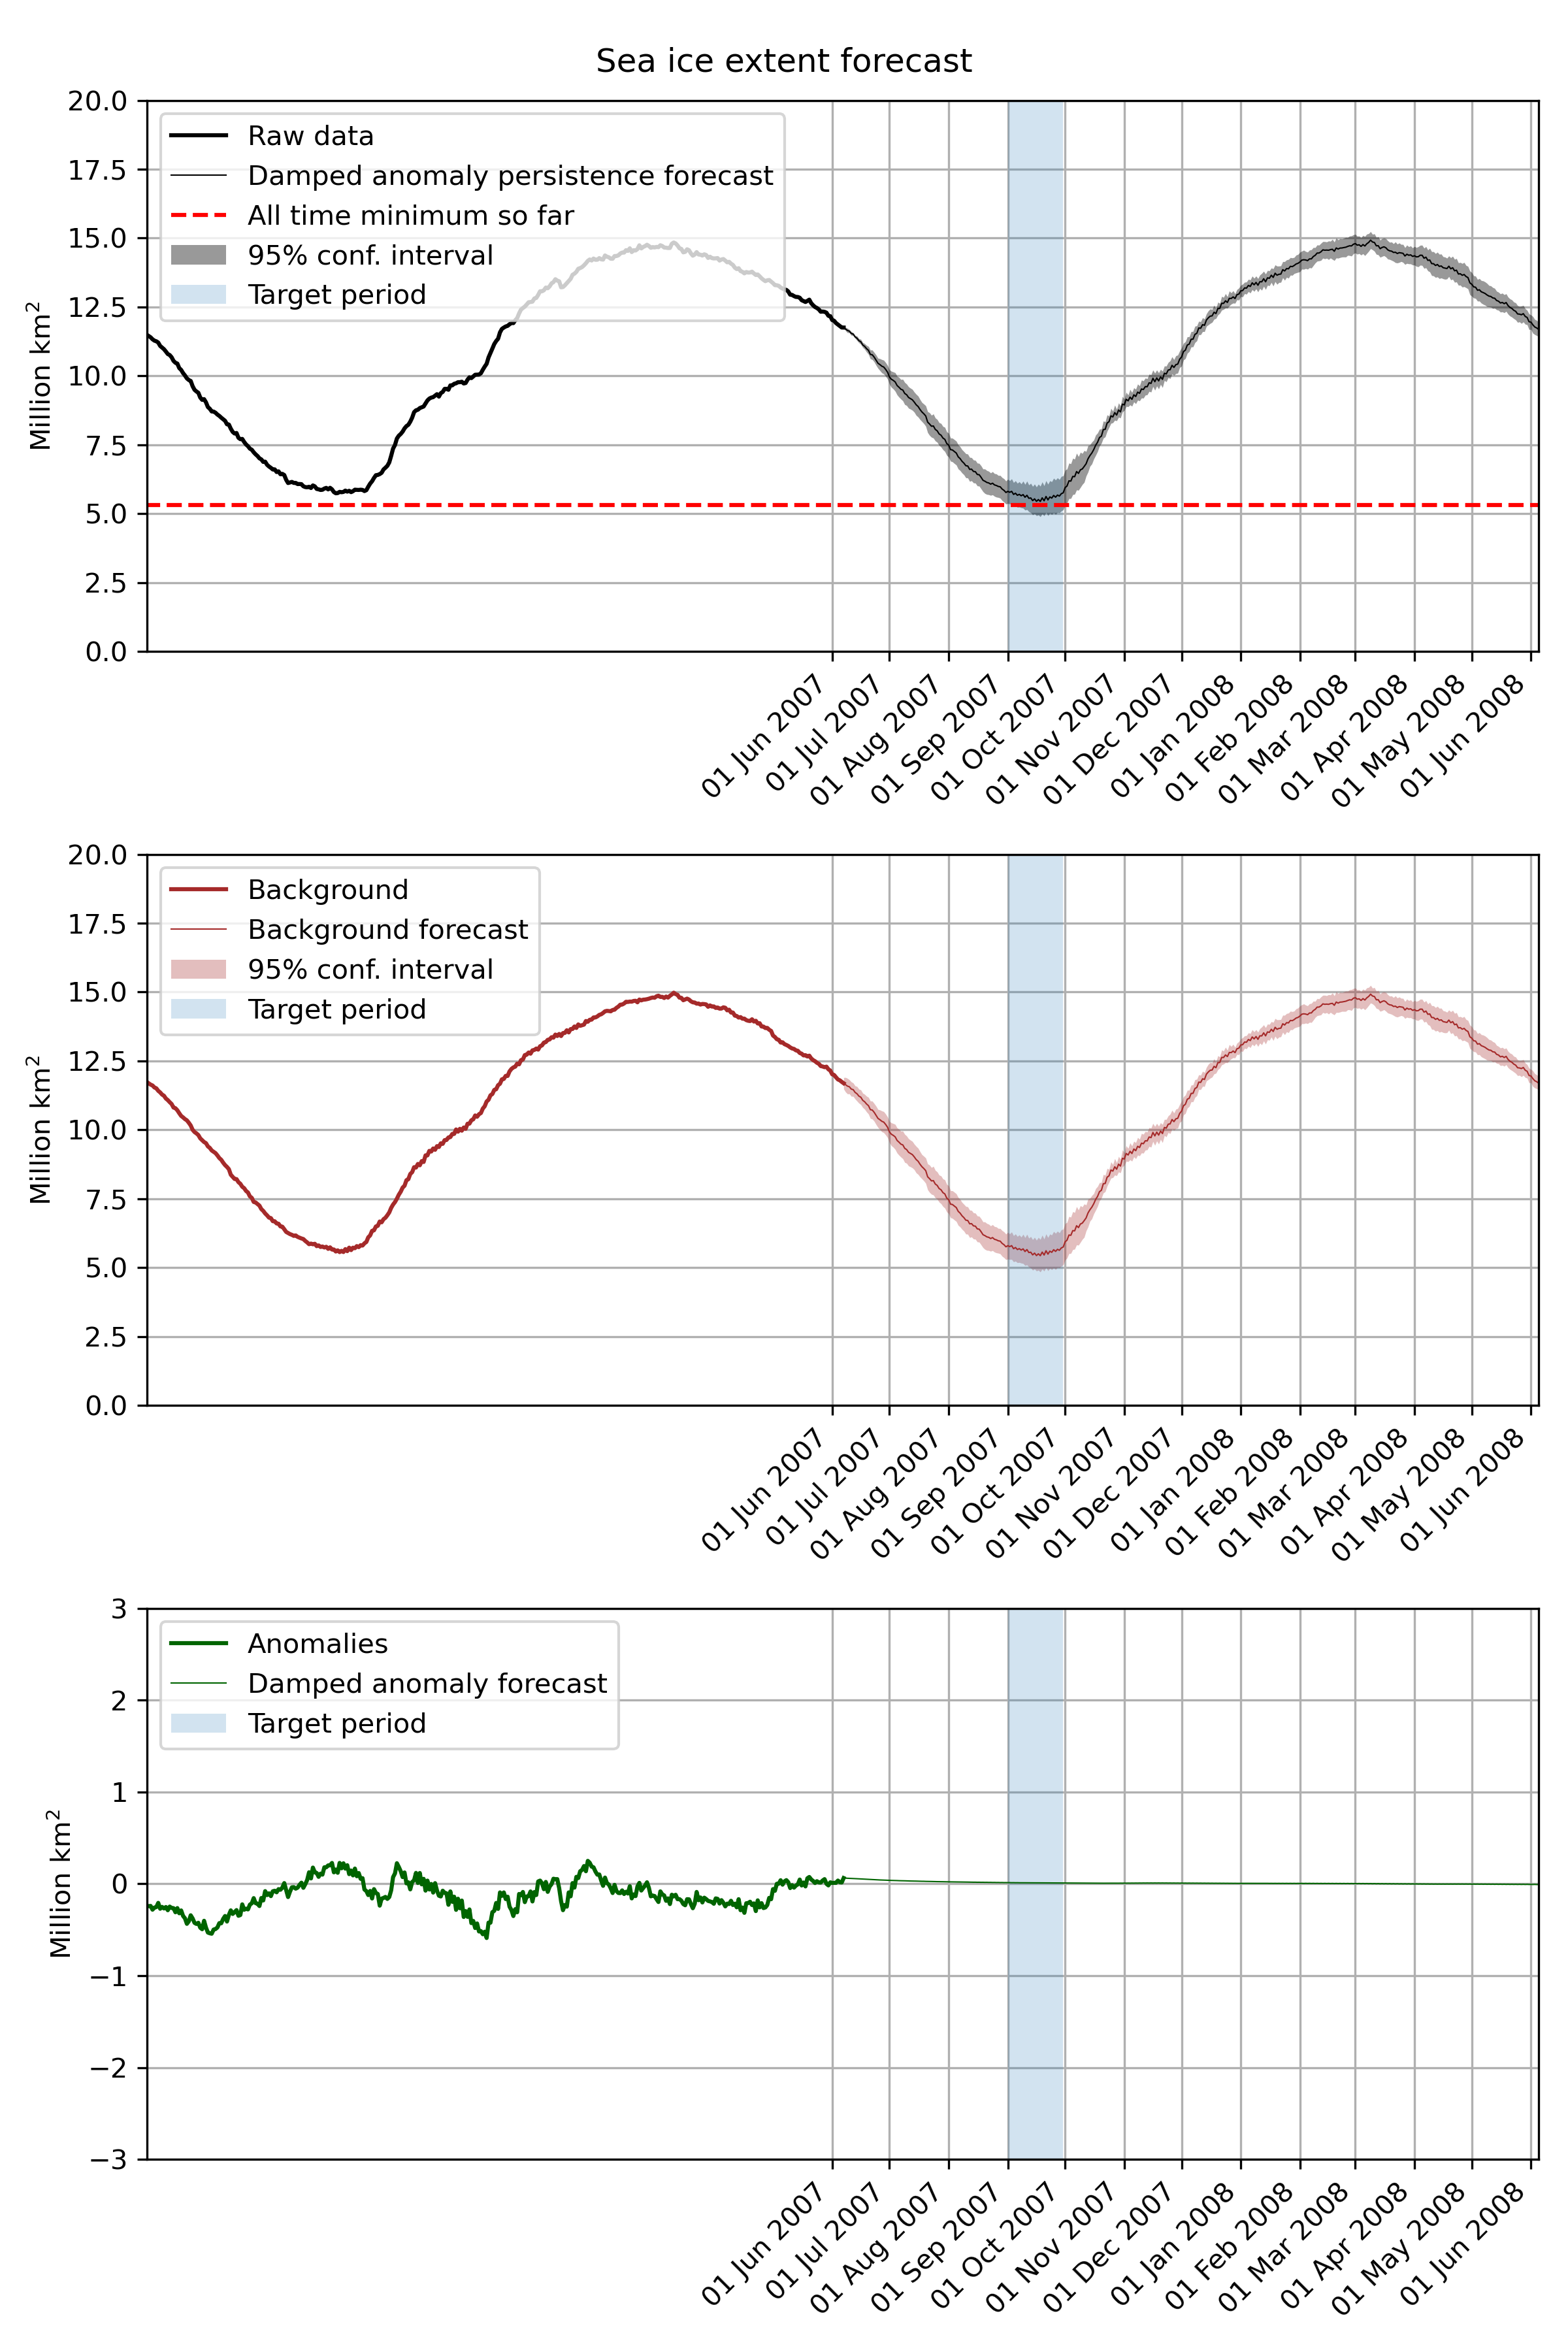 Sea ice extent forecast
20.0
17.5
15.0
12.5
10.0
7.5
5.0
2.5
0.0
Million km²
Raw data
Damped anomaly persistence forecast
All time minimum so far
95% conf. interval
Target period
01 Jun 2007
01 Jul 2007
01 Aug 2007
01 Sep 2007
01 Oct 2007
01 Nov 2007
01 Dec 2007
01 Jan 2008
01 Feb 2008
01 Mar 2008
01 Apr 2008
01 May 2008
01 Jun 2008
20.0
17.5
15.0
12.5
10.0
7.5
5.0
2.5
0.0
Million km²
Background
Background forecast
95% conf. interval
Target period
01 Jun 2007
01 Jul 2007
01 Aug 2007
01 Sep 2007
01 Oct 2007
01 Nov 2007
01 Dec 2007
01 Jan 2008
01 Feb 2008
01 Mar 2008
01 Apr 2008
01 May 2008
01 Jun 2008
3
2
1
0
−1
−2
−3
Million km²
Anomalies
Damped anomaly forecast
Target period
01 Jun 2007
01 Jul 2007
01 Aug 2007
01 Sep 2007
01 Oct 2007
01 Nov 2007
01 Dec 2007
01 Jan 2008
01 Feb 2008
01 Mar 2008
01 Apr 2008
01 May 2008
01 Jun 2008